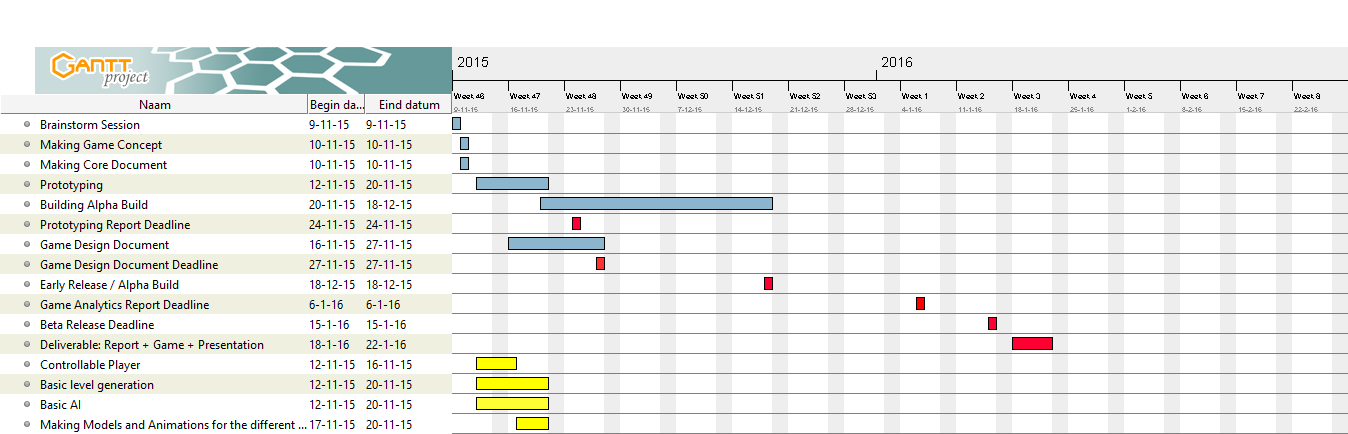 GANTT
project
2015 2016
Week 46 Week 47 Week 48 Week 49 Week 50 Week 51 Week 52 Week 53 Week 1 Week 2 Week 3 Week 4 Week 5 Week 6 Week 7 Week 8
Naam Begin da... Eind datum 9-11-15 16-11-15 23-11-15 30-11-15 7-12-15 14-12-15 21-12-15 28-12-15 4-1-16 11-1-16 18-1-16 25-1-16 1-2-16 8-2-16 15-2-16 22-2-16
Brainstorm Session 9-11-15 9-11-15
Making Game Concept 10-11-15 10-11-15
Making Core Document 10-11-15 10-11-15
Prototyping 12-11-15 20-11-15
Building Alpha Build 20-11-15 18-12-15
Prototyping Report Deadline 24-11-15 24-11-15
Game Design Document 16-11-15 27-11-15
Game Design Document Deadline 27-11-15 27-11-15
Early Release / Alpha Build 18-12-15 18-12-15
Game Analytics Report Deadline 6-1-16 6-1-16
Beta Release Deadline 15-1-16 15-1-16
Deliverable: Report + Game + Presentation 18-1-16 22-1-16
Controllable Player 12-11-15 16-11-15
Basic level generation 12-11-15 20-11-15
Basic AI 12-11-15 20-11-15
Making Models and Animations for the different ... 17-11-15 20-11-15